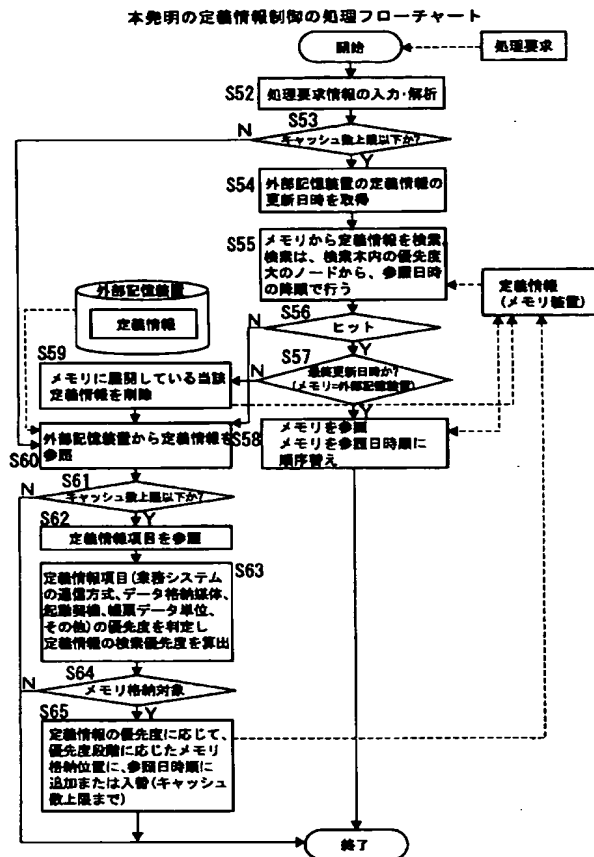 本発明の定義情報制御の処理フローチャート
開始
処理要求
S52
処理要求情報の入力・解析
S53
N
キャッシュ数上限以下か?
Y
S54
外部記憶装置の定義情報の
更新日時を取得
S55
メモリから定義情報を検索
検索は、検索木内の優先度
大のノードから、参照日時
の降順で行う
定義情報
(メモリ装置)
外部記憶装置
定義情報
S56
N
ヒット
Y
S57
N
最終更新日時か?
(メモリ=外部記憶装置)
Y
S59
メモリに展開している当該
定義情報を削除
S58
メモリを参照
メモリを参照日時順に
順序替え
S60
外部記憶装置から定義情報を
参照
S61
N
キャッシュ数上限以下か?
Y
S62
定義情報項目を参照
S63
定義情報項目(業務システム
の通信方式、データ格納媒体、
起動契機、帳票データ単位、
その他)の優先度を判定し
定義情報の検索優先度を算出
S64
N
メモリ格納対象
Y
S65
定義情報の優先度に応じて、
優先度段階に応じたメモリ
格納位置に、参照日時順に
追加または入替(キャッシュ
数上限まで)
終了